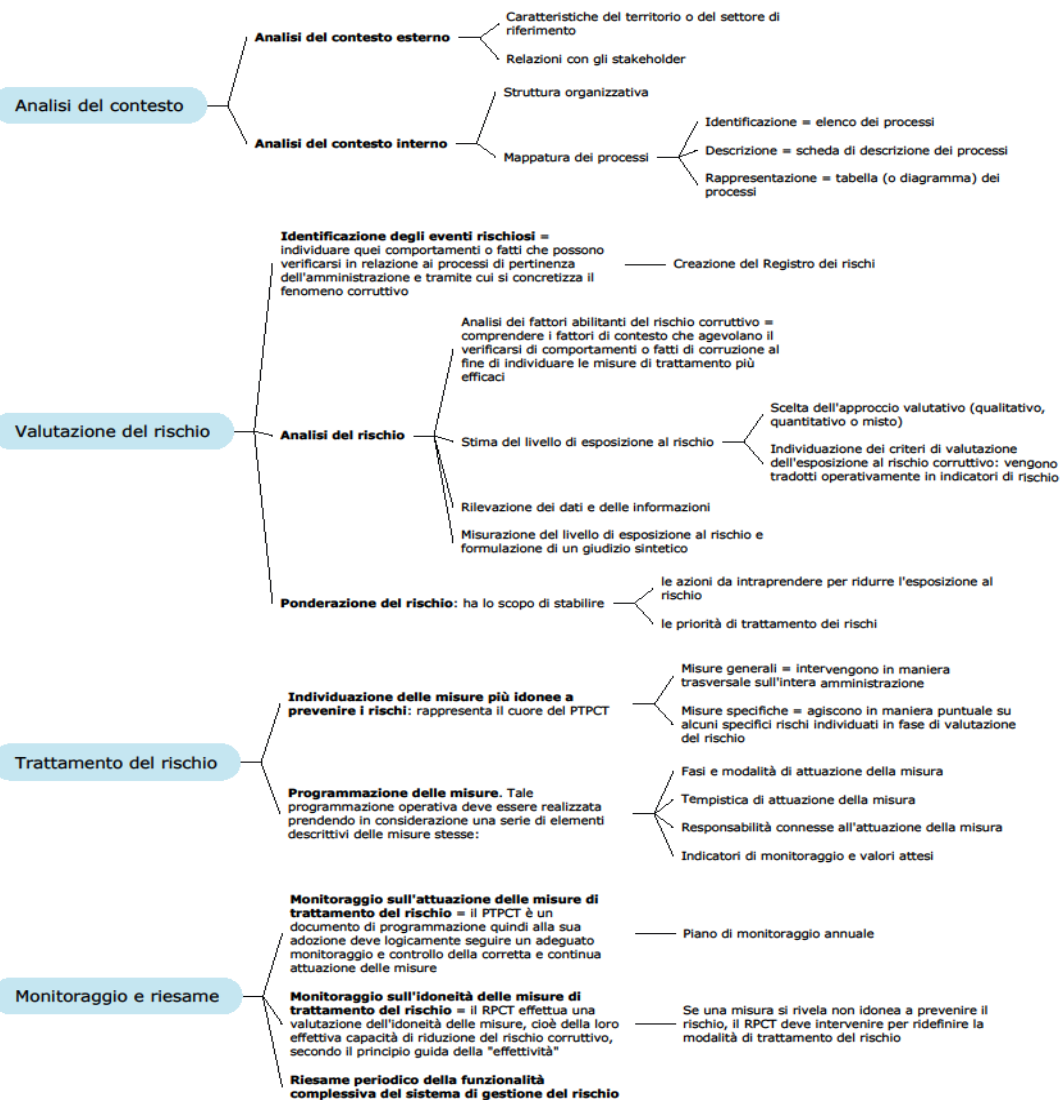 Analisi del contesto
Analisi del contesto esterno
Caratteristiche del territorio o del settore di
riferimento
Relazioni con gli stakeholder
Analisi del contesto interno
Struttura organizzativa
Mappatura dei processi
Identificazione = elenco dei processi
Descrizione = scheda di descrizione dei processi
Rappresentazione = tabella (o diagramma) dei
processi
Valutazione del rischio
Identificazione degli eventi rischiosi =
individuare quei comportamenti o fatti che possono
verificarsi in relazione ai processi di pertinenza
dell'amministrazione e tramite cui si concretizza il
fenomeno corruttivo
Creazione del Registro dei rischi
Analisi del rischio
Analisi dei fattori abilitanti del rischio corruttivo =
comprendere i fattori di contesto che agevolano il
verificarsi di comportamenti o fatti di corruzione al
fine di individuare le misure di trattamento più
efficaci
Stima del livello di esposizione al rischio
Scelta dell'approccio valutativo (qualitativo,
quantitativo o misto)
Individuazione dei criteri di valutazione
dell'esposizione al rischio corruttivo: vengono
tradotti operativamente in indicatori di rischio
Rilevazione dei dati e delle informazioni
Misurazione del livello di esposizione al rischio e
formulazione di un giudizio sintetico
Ponderazione del rischio: ha lo scopo di stabilire
le azioni da intraprendere per ridurre l'esposizione al
rischio
le priorità di trattamento dei rischi
Trattamento del rischio
Individuazione delle misure più idonee a
prevenire i rischi: rappresenta il cuore del PTPCT
Misure generali = intervengono in maniera
trasversale sull'intera amministrazione
Misure specifiche = agiscono in maniera puntuale su
alcuni specifici rischi individuati in fase di valutazione
del rischio
Programmazione delle misure. Tale
programmazione operativa deve essere realizzata
prendendo in considerazione una serie di elementi
descrittivi delle misure stesse:
Fasi e modalità di attuazione della misura
Tempistica di attuazione della misura
Responsabilità connesse all'attuazione della misura
Indicatori di monitoraggio e valori attesi
Monitoraggio e riesame
Monitoraggio sull'attuazione delle misure di
trattamento del rischio = il PTPCT è un
documento di programmazione quindi alla sua
adozione deve logicamente seguire un adeguato
monitoraggio e controllo della corretta e continua
attuazione delle misure
Piano di monitoraggio annuale
Monitoraggio sull'idoneità delle misure di
trattamento del rischio = il RPCT effettua una
valutazione dell'idoneità delle misure, cioè della loro
effettiva capacità di riduzione del rischio corruttivo,
secondo il principio guida della "effettività"
Se una misura si rivela non idonea a prevenire il
rischio, il RPCT deve intervenire per ridefinire la
modalità di trattamento del rischio
Riesame periodico della funzionalità
complessiva del sistema di gestione del rischio